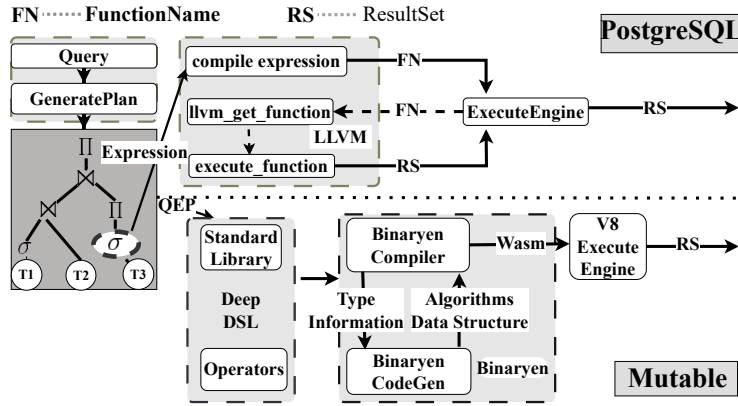 FN FunctionName RS ResultSet
PostgreSQL
Query
GeneratePlan
compile expression
FN
llvm_get_function
FN
ExecuteEngine
RS
LLVM
Expression
execute_function
RS
Π
⋈
⋈ Π
σ σ
T1 T2 T3
QEP
Standard
Library
Deep
DSL
Operators
Binaryen
Compiler
Wasm
V8
Execute
Engine
RS
Type
Information
Algorithms
Data Structure
Binaryen
CodeGen
Binaryen
Mutable